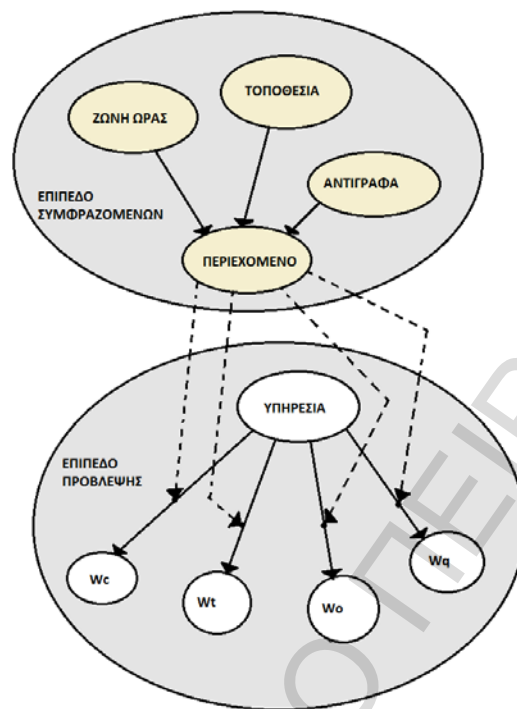 ΤΟΠΟΘΕΣΙΑ
ΖΩΝΗ ΩΡΑΣ
ΑΝΤΙΓΡΑΦΑ
ΕΠΙΠΕΔΟ
ΣΥΜΦΡΑΖΟΜΕΝΩΝ
ΠΕΡΙΕΧΟΜΕΝΟ
ΥΠΗΡΕΣΙΑ
ΕΠΙΠΕΔΟ
ΠΡΟΒΛΕΨΗΣ
Wc
Wt
Wo
Wq